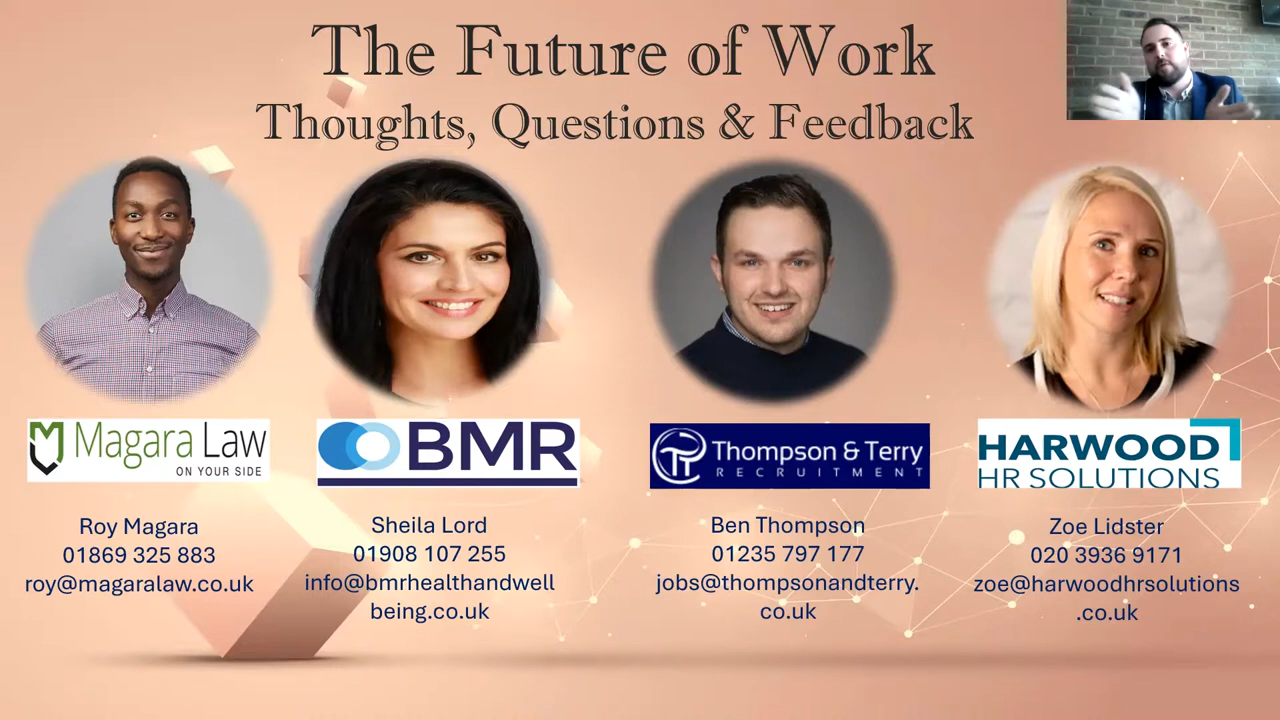 The Future of Work
Thoughts, Questions & Feedback
Magara Law
ON YOUR SIDE
BMR
Thompson & Terry
RECRUITMENT
HARWOOD
HR SOLUTIONS
Roy Magara
01869 325 883
roy@magaralaw.co.uk
Sheila Lord
01908 107 255
info@bmrhealthandwell
being.co.uk
Ben Thompson
01235 797 177
jobs@thompsonandterry.
co.uk
Zoe Lidster
020 3936 9171
zoe@harwoodhrsolutions
.co.uk